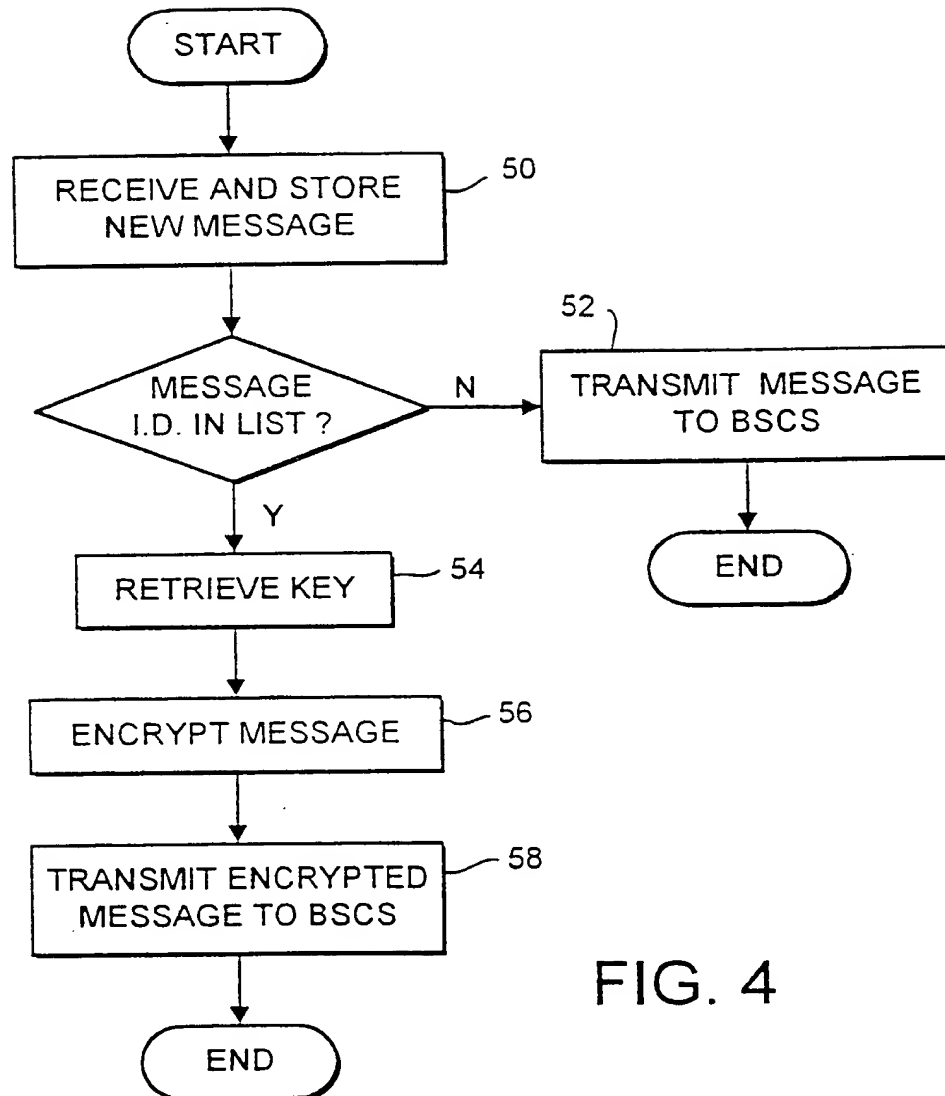 START
RECEIVE AND STORE
NEW MESSAGE
50
MESSAGE
I.D. IN LIST ?
N
52
TRANSMIT MESSAGE
TO BSCS
END
Y
RETRIEVE KEY
54
ENCRYPT MESSAGE
56
TRANSMIT ENCRYPTED
MESSAGE TO BSCS
58
END
FIG. 4